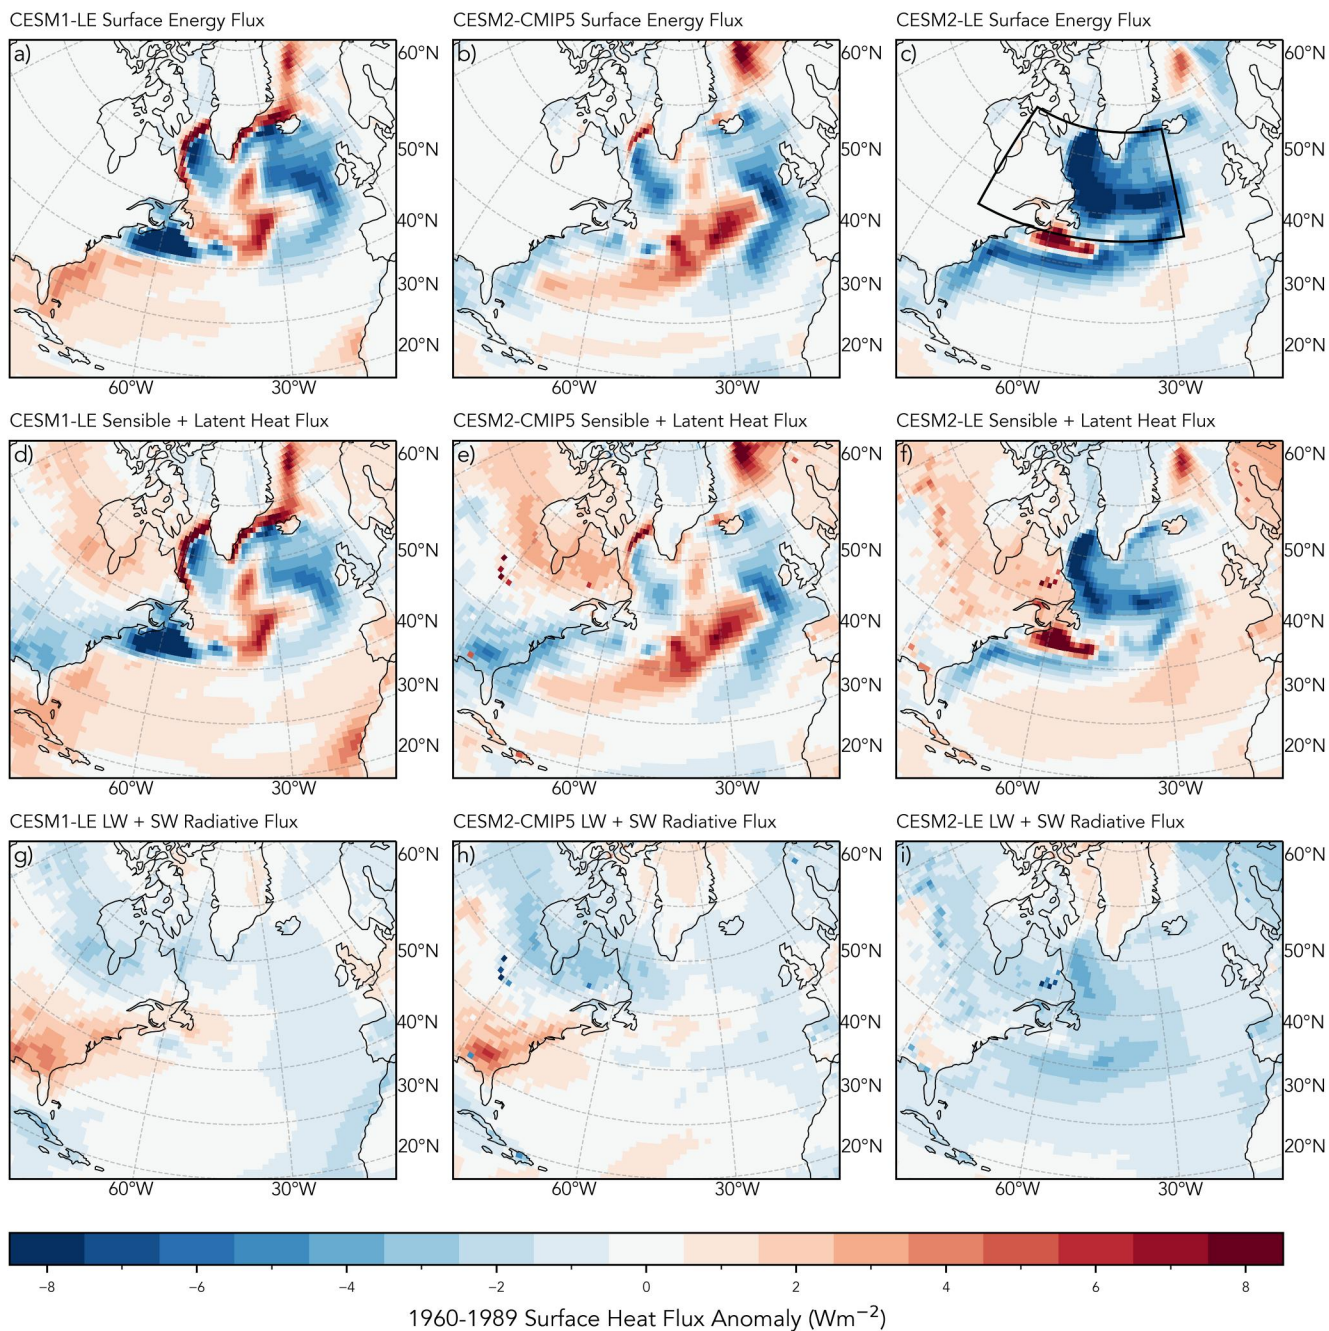 CESM1-LE Surface Energy Flux
CESM2-CMIP5 Surface Energy Flux
CESM2-LE Surface Energy Flux
a)
60°N
50°N
40°N
30°N
20°N
60°W
30°W
b)
60°N
50°N
40°N
30°N
20°N
60°W
30°W
c)
60°N
50°N
40°N
30°N
20°N
60°W
30°W
CESM1-LE Sensible + Latent Heat Flux
CESM2-CMIP5 Sensible + Latent Heat Flux
CESM2-LE Sensible + Latent Heat Flux
d)
60°N
50°N
40°N
30°N
20°N
60°W
30°W
e)
60°N
50°N
40°N
30°N
20°N
60°W
30°W
f)
60°N
50°N
40°N
30°N
20°N
60°W
30°W
CESM1-LE LW + SW Radiative Flux
CESM2-CMIP5 LW + SW Radiative Flux
CESM2-LE LW + SW Radiative Flux
g)
60°N
50°N
40°N
30°N
20°N
60°W
30°W
h)
60°N
50°N
40°N
30°N
20°N
60°W
30°W
i)
60°N
50°N
40°N
30°N
20°N
60°W
30°W
−8 −6 −4 −2 0 2 4 6 8
1960-1989 Surface Heat Flux Anomaly (Wm⁻²)